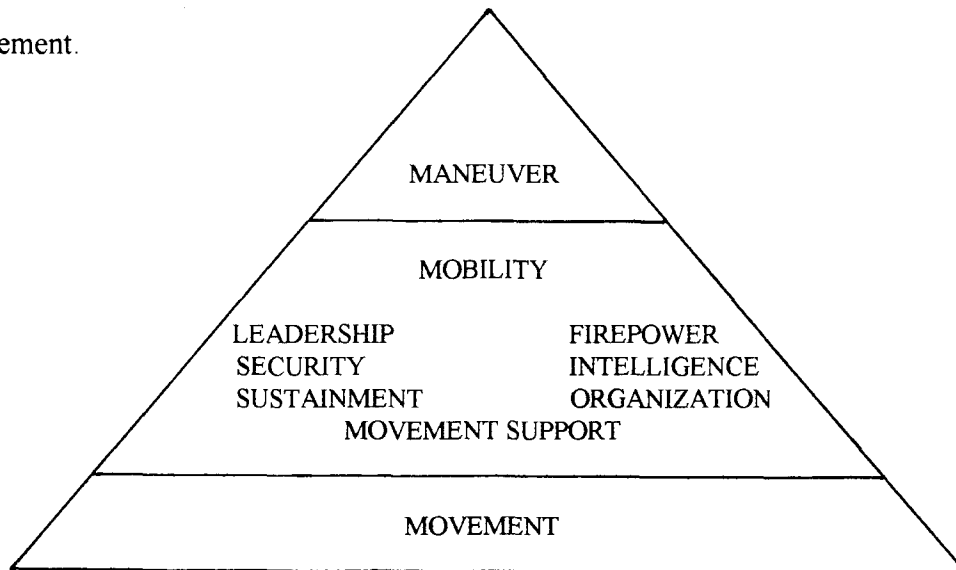 ement.
MANEUVER
MOBILITY
LEADERSHIP FIREPOWER
SECURITY INTELLIGENCE
SUSTAINMENT ORGANIZATION
MOVEMENT SUPPORT
MOVEMENT